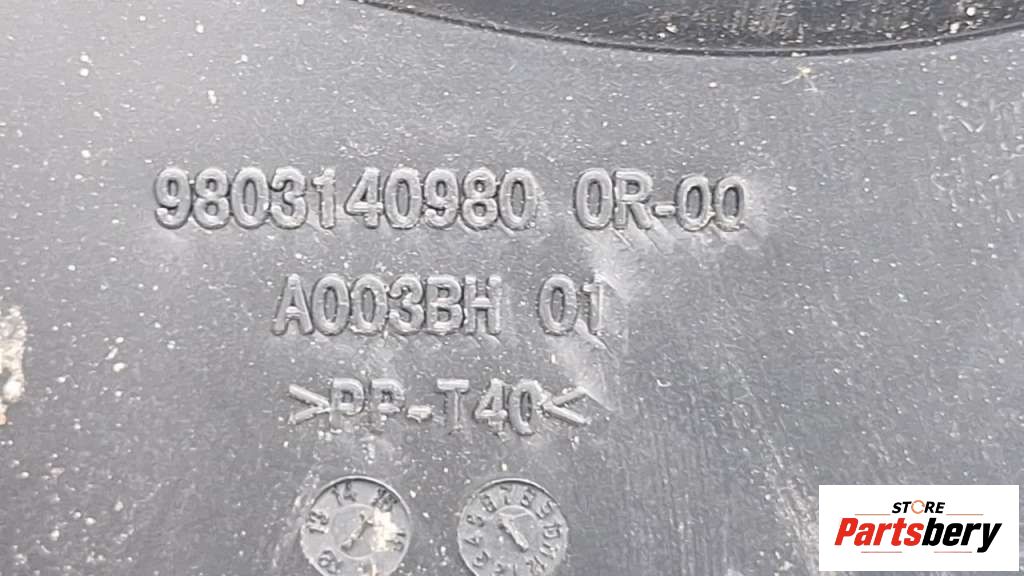 9803140980 0R-00
A003BH 01
>PP-T40<
STORE
Partsbery